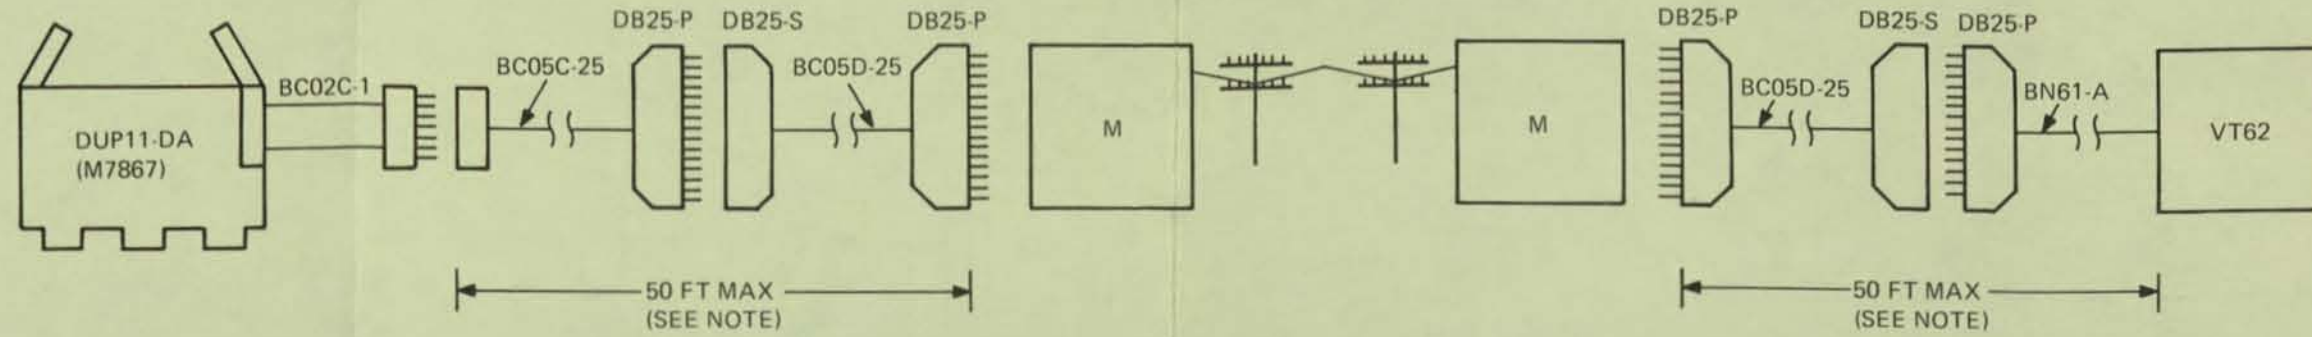 DB25-P DB25-S DB25-P DB25-P DB25-S DB25-P
BC02C-1 BC05C-25 BC05D-25 BC05D-25 BN61-A
DUP11-DA
(M7867)
M M VT62
50 FT MAX 50 FT MAX
(SEE NOTE) (SEE NOTE)